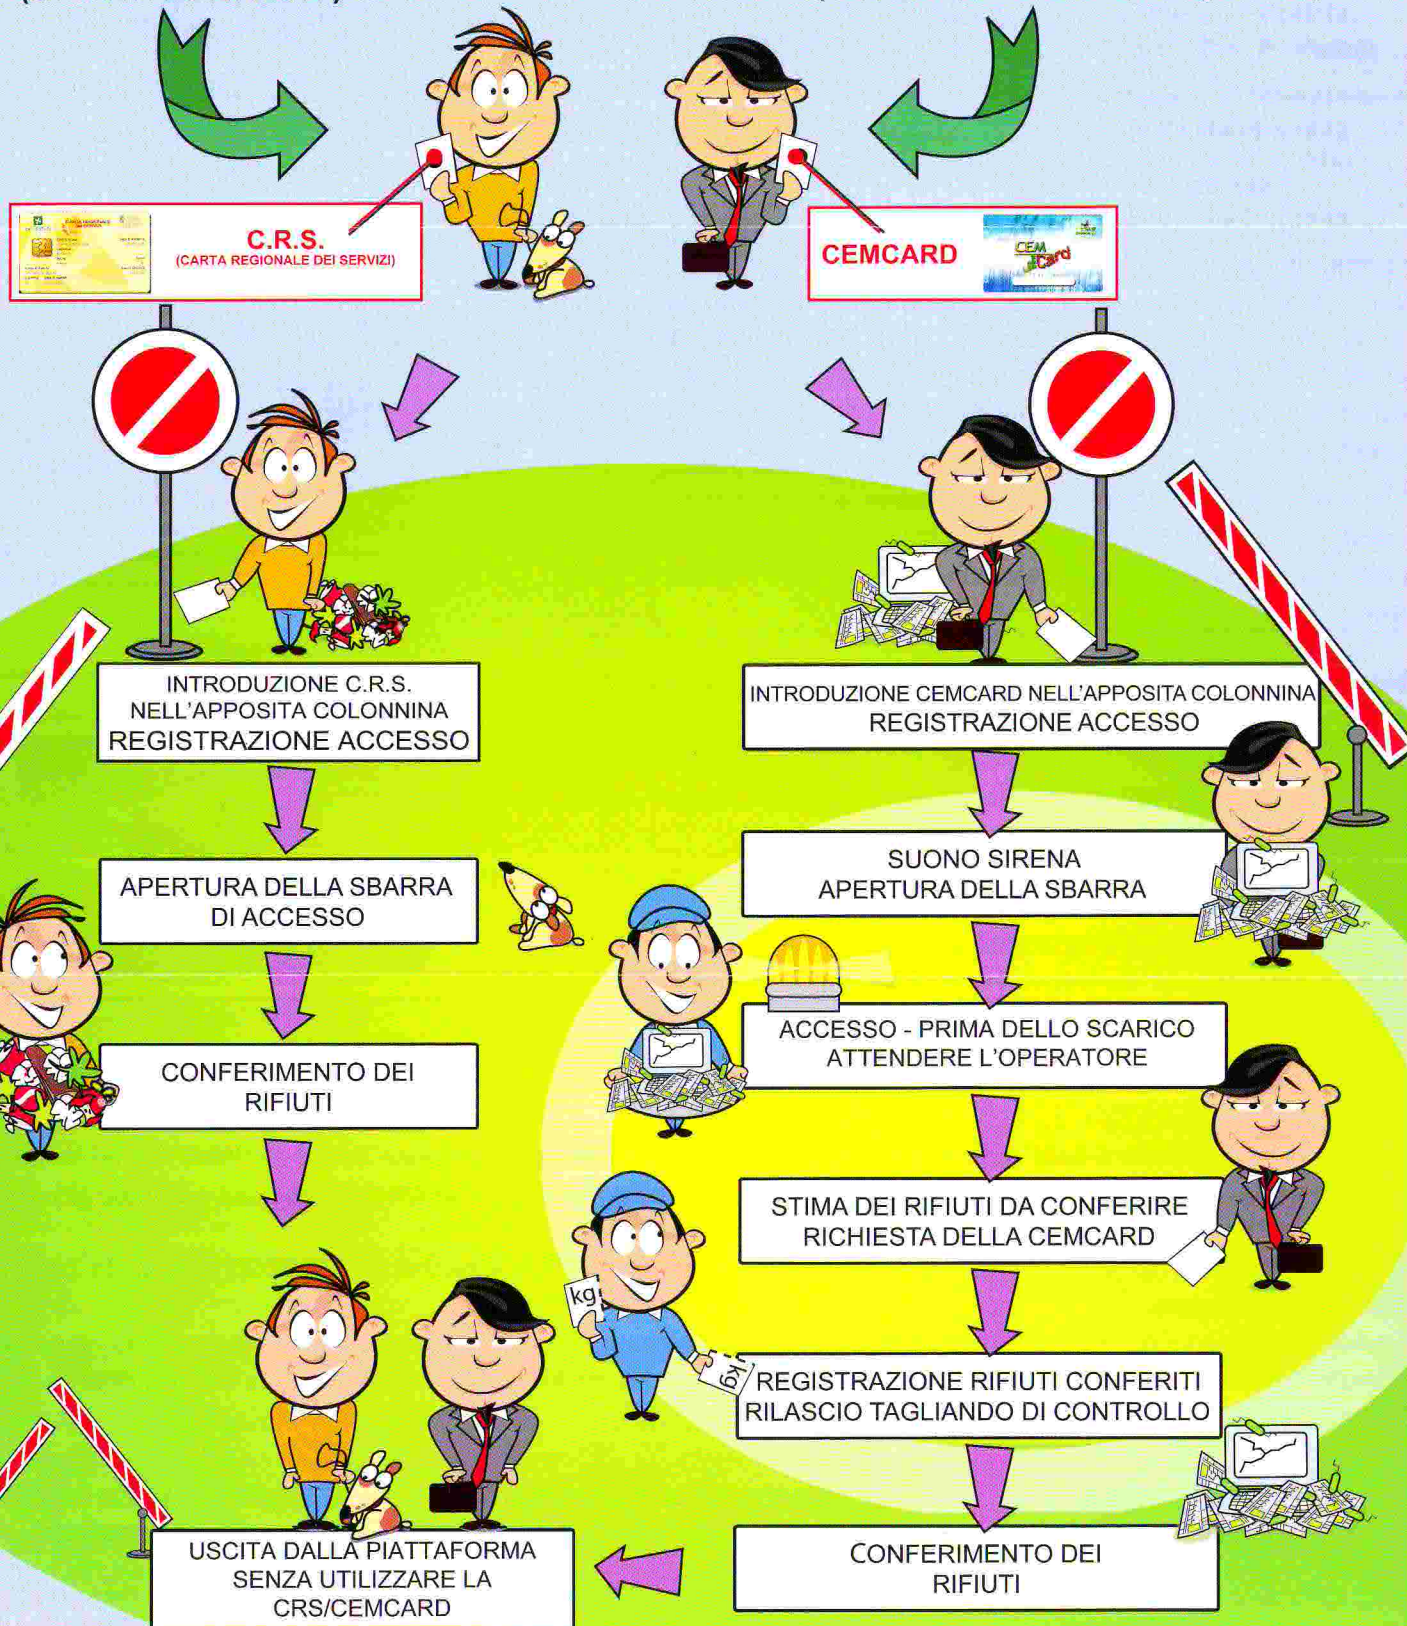 C.R.S.
(CARTA REGIONALE DEI SERVIZI)
CEMCARD
CEM
Card
INTRODUZIONE C.R.S.
NELL'APPOSITA COLONNINA
REGISTRAZIONE ACCESSO
INTRODUZIONE CEMCARD NELL'APPOSITA COLONNINA
REGISTRAZIONE ACCESSO
APERTURA DELLA SBARRA
DI ACCESSO
SUONO SIRENA
APERTURA DELLA SBARRA
CONFERIMENTO DEI
RIFIUTI
ACCESSO - PRIMA DELLO SCARICO
ATTENDERE L'OPERATORE
STIMA DEI RIFIUTI DA CONFERIRE
RICHIESTA DELLA CEMCARD
kg
kg
REGISTRAZIONE RIFIUTI CONFERITI
RILASCIO TAGLIANDO DI CONTROLLO
USCITA DALLA PIATTAFORMA
SENZA UTILIZZARE LA
CRS/CEMCARD
CONFERIMENTO DEI
RIFIUTI